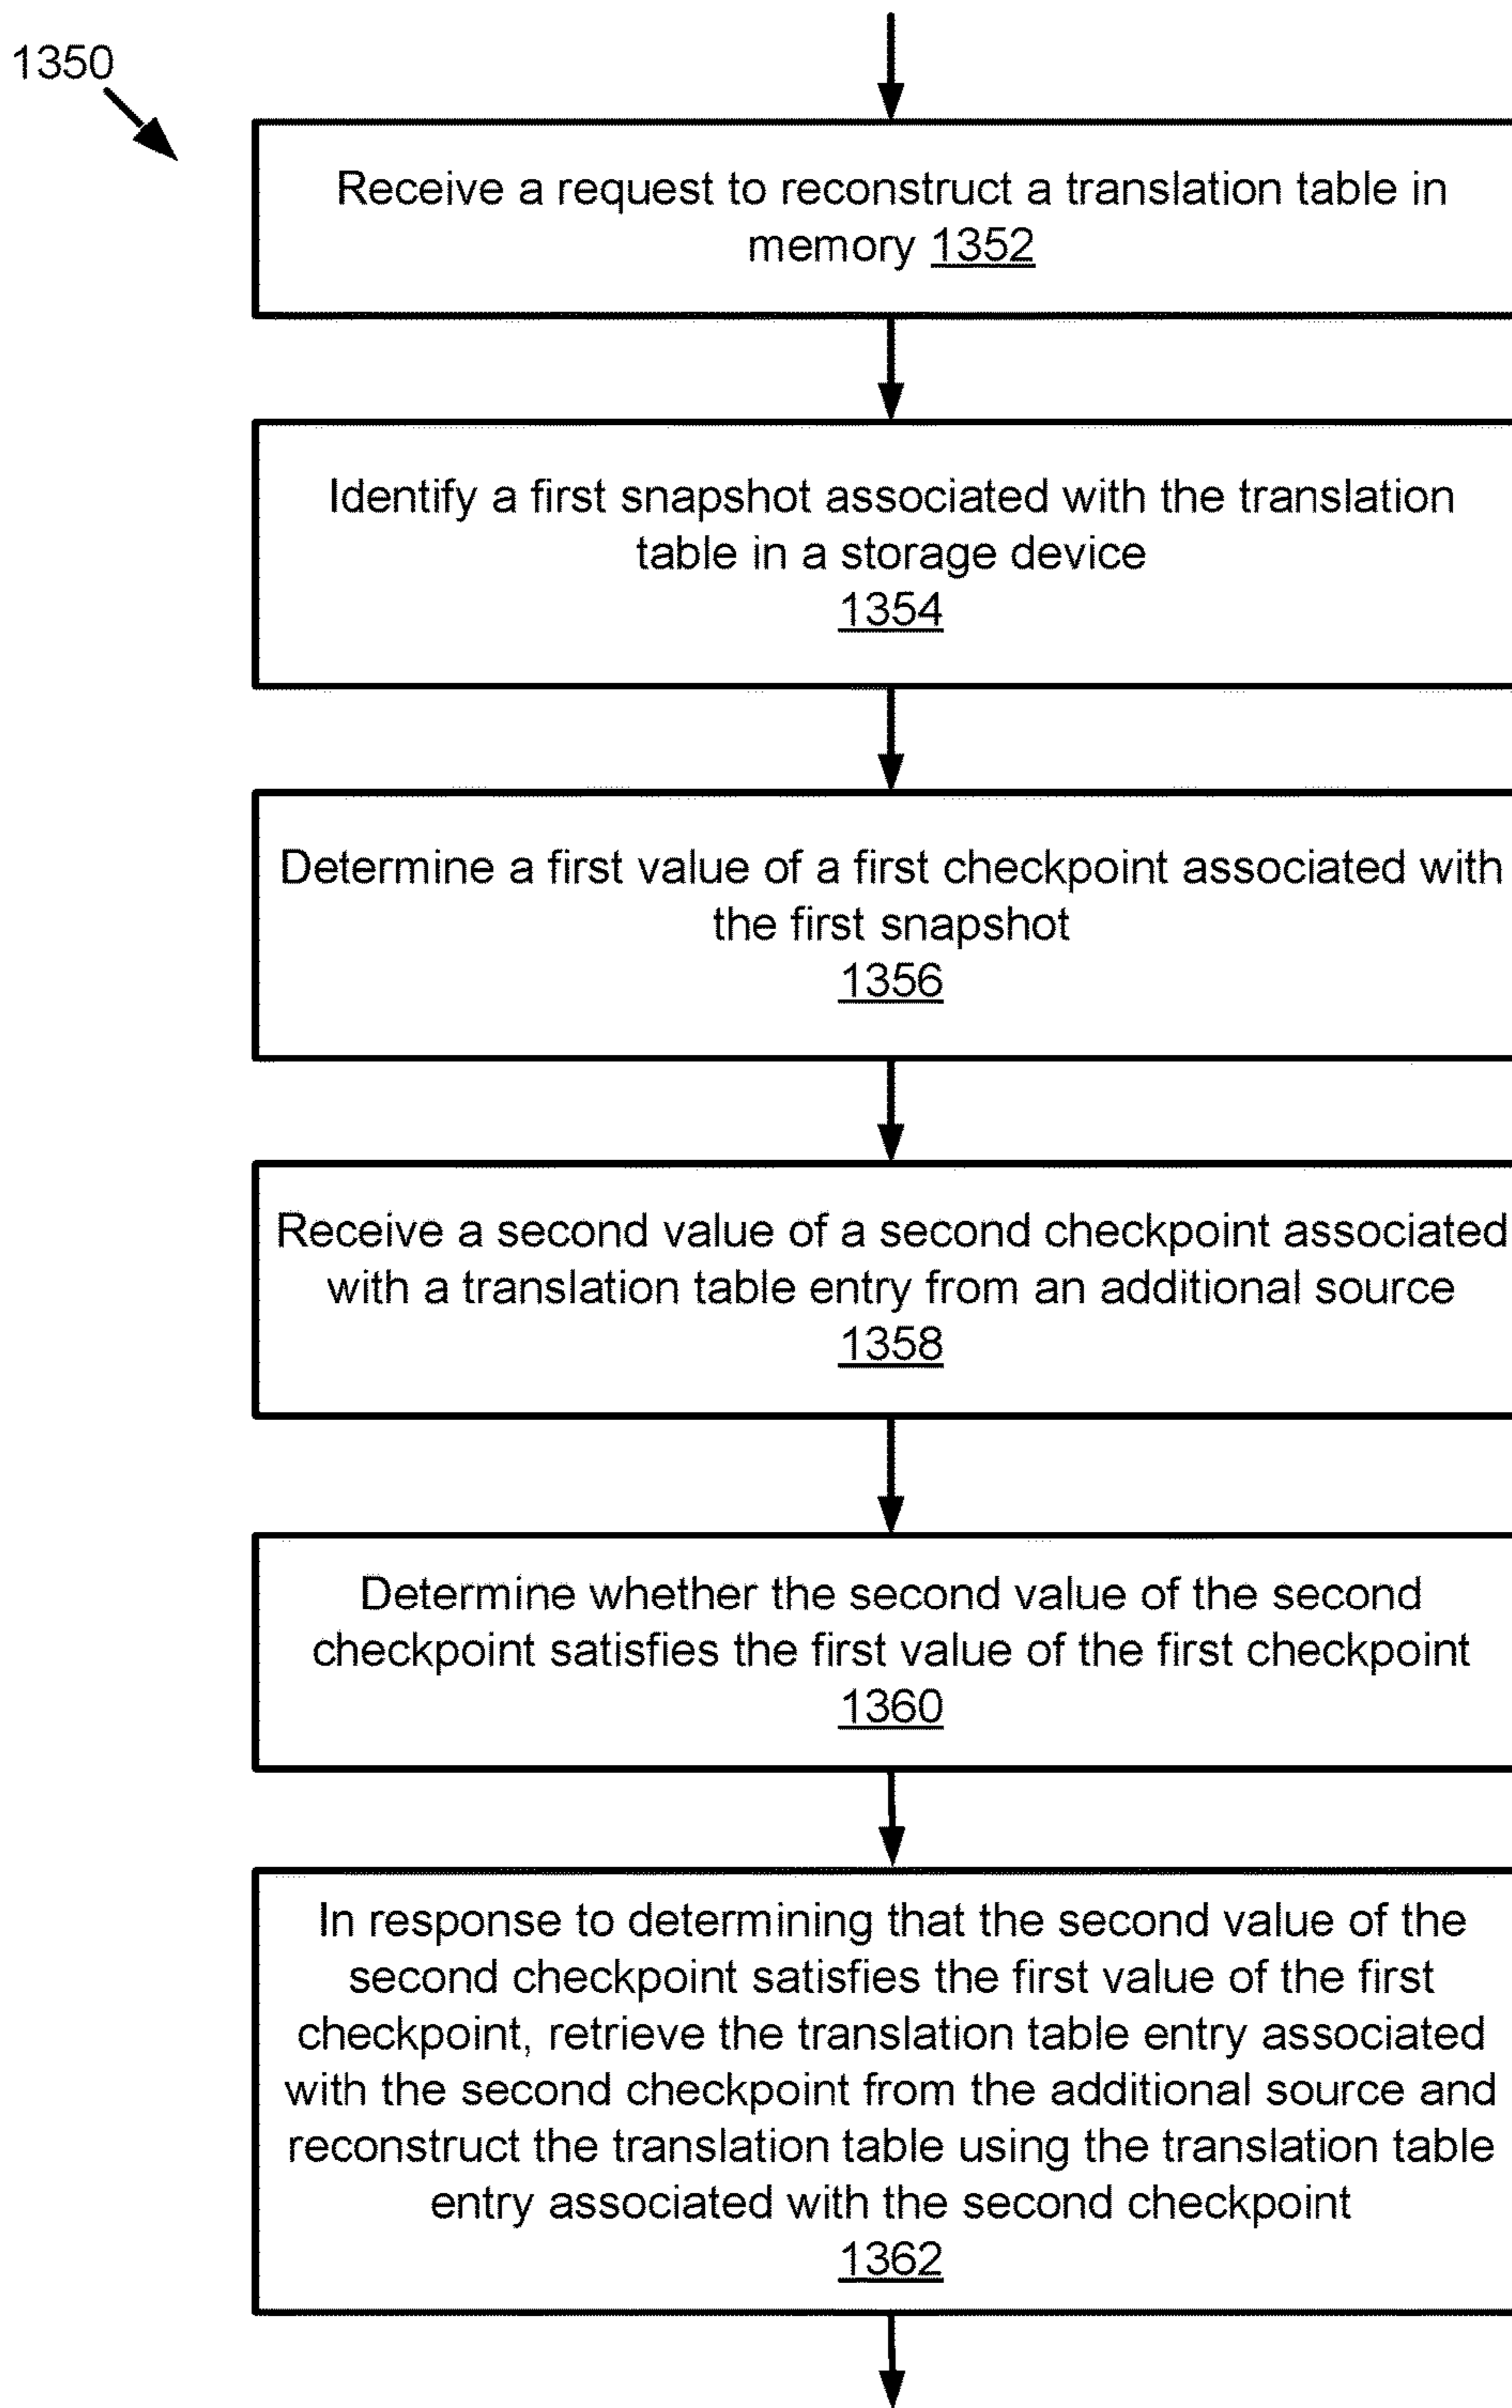 1350
Receive a request to reconstruct a translation table in
memory 1352
Identify a first snapshot associated with the translation
table in a storage device
1354
Determine a first value of a first checkpoint associated with
the first snapshot
1356
Receive a second value of a second checkpoint associated
with a translation table entry from an additional source
1358
Determine whether the second value of the second
checkpoint satisfies the first value of the first checkpoint
1360
In response to determining that the second value of the
second checkpoint satisfies the first value of the first
checkpoint, retrieve the translation table entry associated
with the second checkpoint from the additional source and
reconstruct the translation table using the translation table
entry associated with the second checkpoint
1362